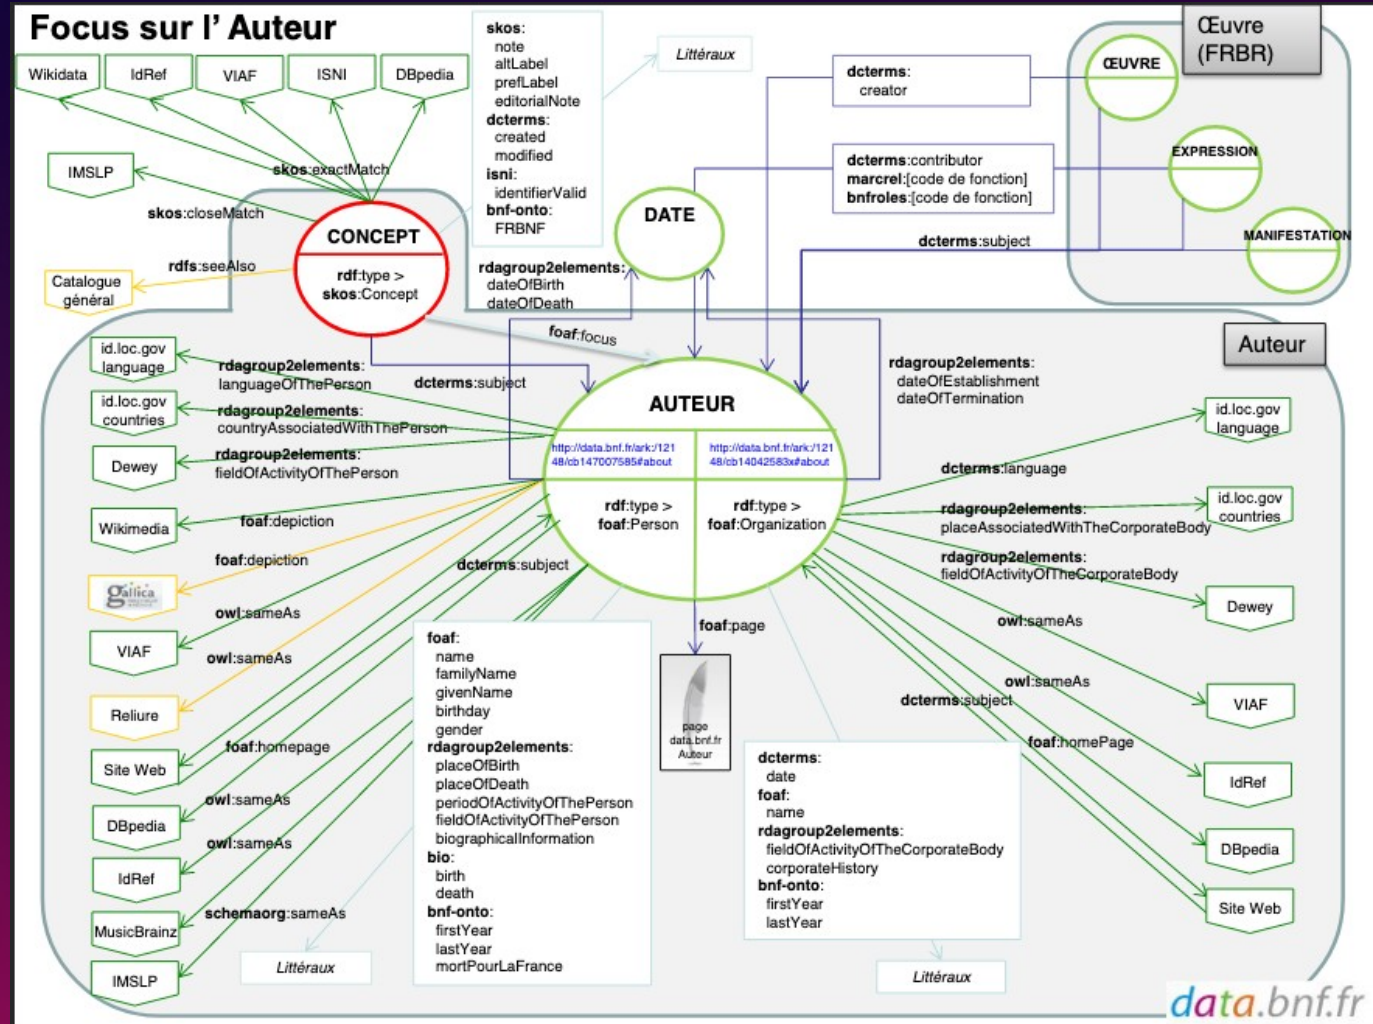 Focus sur l' Auteur
Wikidata
IdRef
VIAF
ISNI
DBpedia
IMSLP
skos:exactMatch
skos:closeMatch
rdfs:seeAlso
Catalogue
général
CONCEPT
rdf:type >
skos:Concept
skos:
note
altLabel
prefLabel
editorialNote
dcterms:
created
modified
isni:
identifierValid
bnf-onto:
FRBNF
Littéraux
DATE
dcterms:
creator
dcterms:contributor
marcrel:[code de fonction]
bnfroles:[code de fonction]
dcterms:subject
Œuvre
(FRBR)
ŒUVRE
EXPRESSION
MANIFESTATION
rdagroup2elements:
dateOfBirth
dateOfDeath
foaf:focus
dcterms:subject
rdagroup2elements:
dateOfEstablishment
dateOfTermination
Auteur
AUTEUR
http://data.bnf.fr/ark:/121
48/cb147007585#about
http://data.bnf.fr/ark:/121
48/cb14042583x#about
rdf:type >
foaf:Person
rdf:type >
foaf:Organization
id.loc.gov
language
id.loc.gov
countries
Dewey
Wikimedia
gallica
VIAF
Reliure
Site Web
DBpedia
IdRef
MusicBrainz
IMSLP
rdagroup2elements:
languageOfThePerson
rdagroup2elements:
countryAssociatedWithThePerson
rdagroup2elements:
fieldOfActivityOfThePerson
foaf:depiction
foaf:depiction
dcterms:subject
owl:sameAs
owl:sameAs
foaf:homepage
owl:sameAs
owl:sameAs
schemaorg:sameAs
Littéraux
foaf:
name
familyName
givenName
birthday
gender
rdagroup2elements:
placeOfBirth
placeOfDeath
periodOfActivityOfThePerson
fieldOfActivityOfThePerson
biographicalInformation
bio:
birth
death
bnf-onto:
firstYear
lastYear
mortPourLaFrance
foaf:page
page
data.bnf.fr
Auteur
dcterms:
date
foaf:
name
rdagroup2elements:
fieldOfActivityOfTheCorporateBody
corporateHistory
bnf-onto:
firstYear
lastYear
Littéraux
dcterms:language
rdagroup2elements:
placeAssociatedWithTheCorporateBody
rdagroup2elements:
fieldOfActivityOfTheCorporateBody
owl:sameAs
owl:sameAs
dcterms:subject
foaf:homePage
id.loc.gov
language
id.loc.gov
countries
Dewey
VIAF
IdRef
DBpedia
Site Web
data.bnf.fr